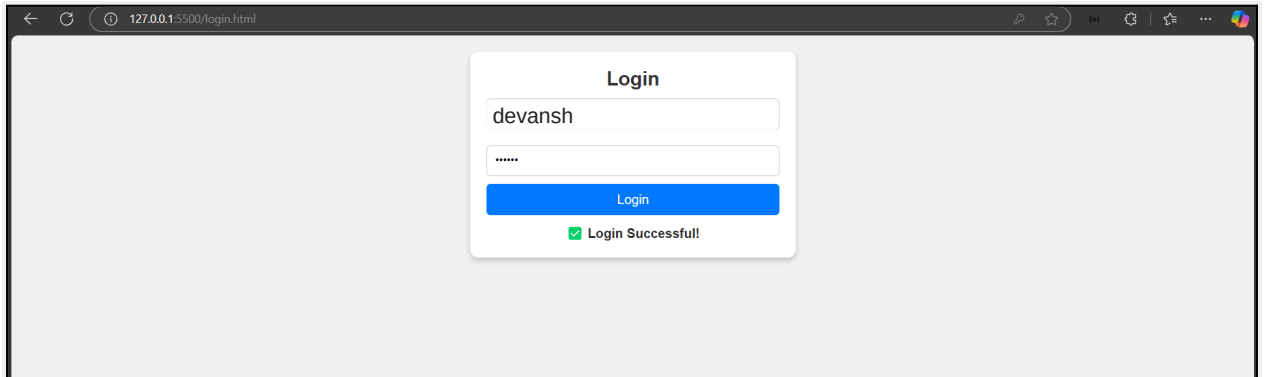 127.0.0.1:5500/login.html
Login
devansh
••••••
Login
✅ Login Successful!